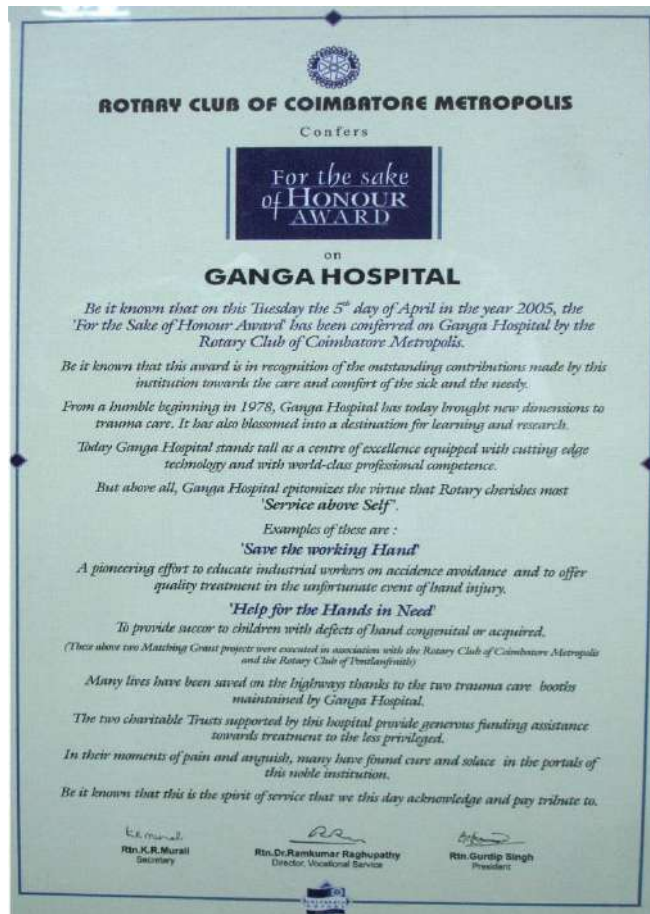 ROTARY CLUB OF COIMBATORE METROPOLIS
Confers
For the sake
of HONOUR
AWARD
on
GANGA HOSPITAL
Be it known that on this Tuesday the 5th day of April in the year 2005, the
'For the Sake of Honour Award' has been conferred on Ganga Hospital by the
Rotary Club of Coimbatore Metropolis.
Be it known that this award is in recognition of the outstanding contributions made by this
institution towards the care and comfort of the sick and the needy.
From a humble beginning in 1978, Ganga Hospital has today brought new dimensions to
trauma care. It has also blossomed into a destination for learning and research.
Today Ganga Hospital stands tall as a centre of excellence equipped with cutting edge
technology and with world-class professional competence.
But above all, Ganga Hospital epitomizes the virtue that Rotary cherishes most
'Service above Self'.
Examples of these are :
'Save the working Hand'
A pioneering effort to educate industrial workers on accidence avoidance and to offer
quality treatment in the unfortunate event of hand injury.
'Help for the Hands in Need'
To provide succor to children with defects of hand congenital or acquired.
(These above two Matching Grant projects were executed in association with the Rotary Club of Coimbatore Metropolis
and the Rotary Club of Pontlanfraith)
Many lives have been saved on the highways thanks to the two trauma care booths
maintained by Ganga Hospital.
The two charitable Trusts supported by this hospital provide generous funding assistance
towards treatment to the less privileged.
In their moments of pain and anguish, many have found cure and solace in the portals of
this noble institution.
Be it known that this is the spirit of service that we this day acknowledge and pay tribute to.
Rtn.K.R.Murali
Secretary
Rtn.Dr.Ramkumar Raghupathy
Director, Vocational Service
Rtn.Gurdip Singh
President